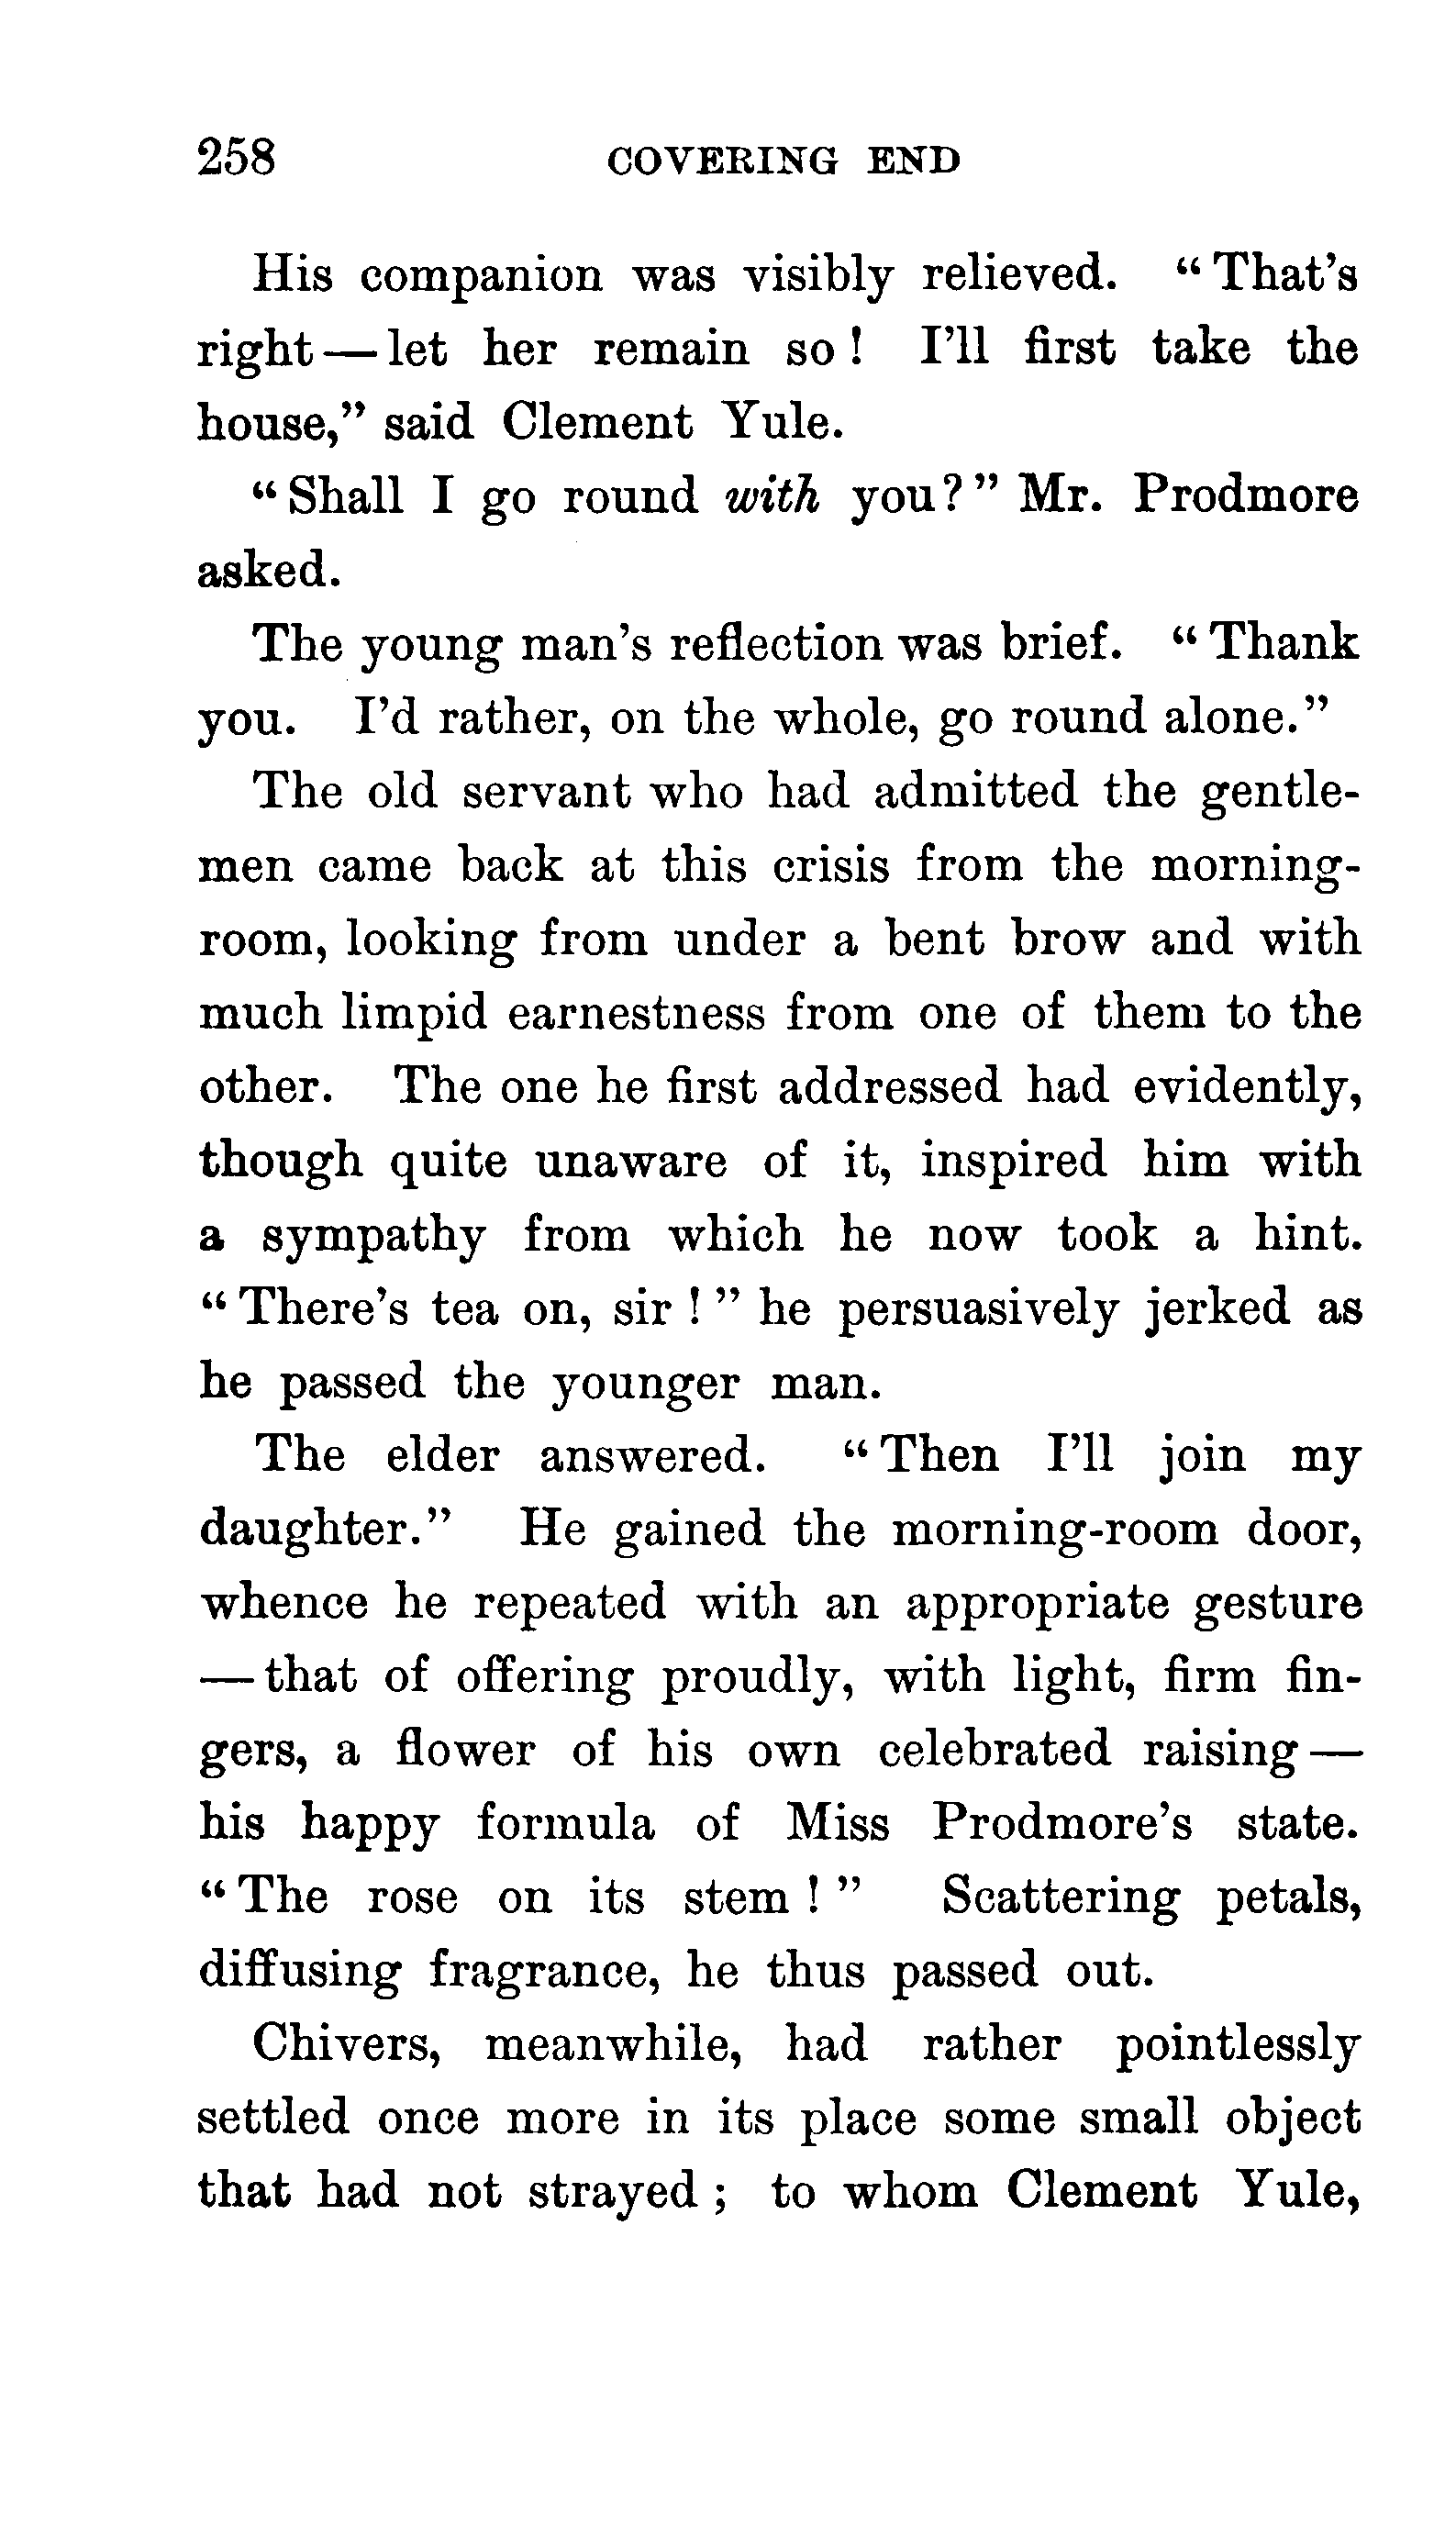 258 COVERING END
His companion was visibly relieved. "That's
right—let her remain so! I'll first take the
house," said Clement Yule.
"Shall I go round with you?" Mr. Prodmore
asked.
The young man's reflection was brief. "Thank
you. I'd rather, on the whole, go round alone."
The old servant who had admitted the gentle-
men came back at this crisis from the morning-
room, looking from under a bent brow and with
much limpid earnestness from one of them to the
other. The one he first addressed had evidently,
though quite unaware of it, inspired him with
a sympathy from which he now took a hint.
"There's tea on, sir!" he persuasively jerked as
he passed the younger man.
The elder answered. "Then I'll join my
daughter." He gained the morning-room door,
whence he repeated with an appropriate gesture
—that of offering proudly, with light, firm fin-
gers, a flower of his own celebrated raising—
his happy formula of Miss Prodmore's state.
"The rose on its stem!" Scattering petals,
diffusing fragrance, he thus passed out.
Chivers, meanwhile, had rather pointlessly
settled once more in its place some small object
that had not strayed; to whom Clement Yule,